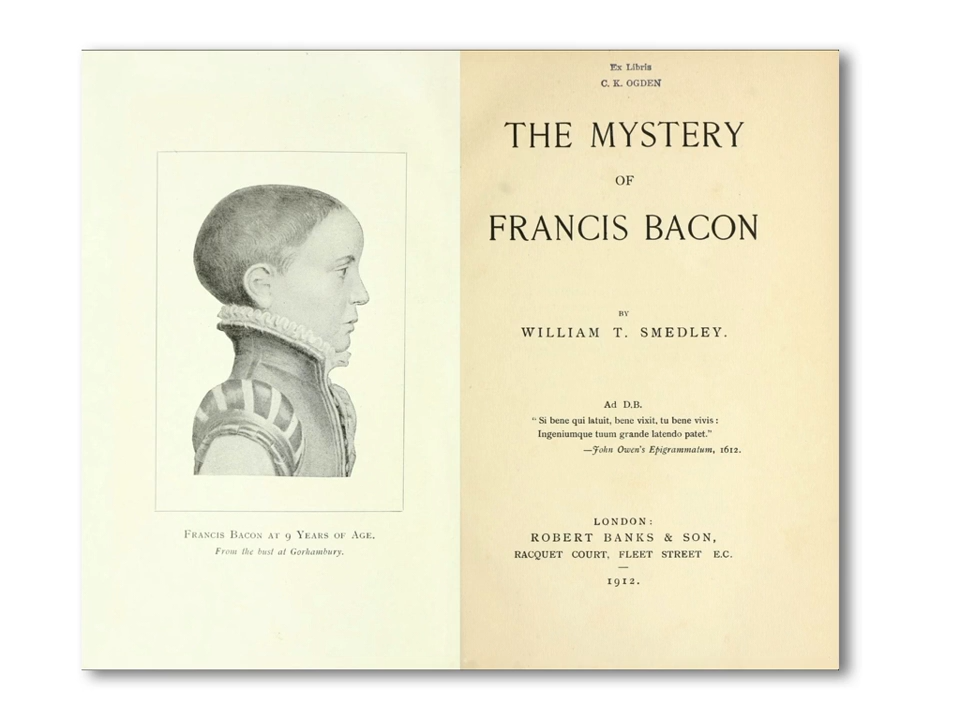 FRANCIS BACON AT 9 YEARS OF AGE,
From the bust at Gorhambury.
Ex Libris
C. K. OGDEN
THE MYSTERY
OF
FRANCIS BACON
BY
WILLIAM T. SMEDLEY.
Ad D.B.
“Si bene qui latuit, bene vixit, tu bene vivis:
Ingeniumque tuum grande latendo patet.”
—John Owen's Epigrammatum, 1612.
LONDON:
ROBERT BANKS & SON,
RACQUET COURT, FLEET STREET E.C.
1912.